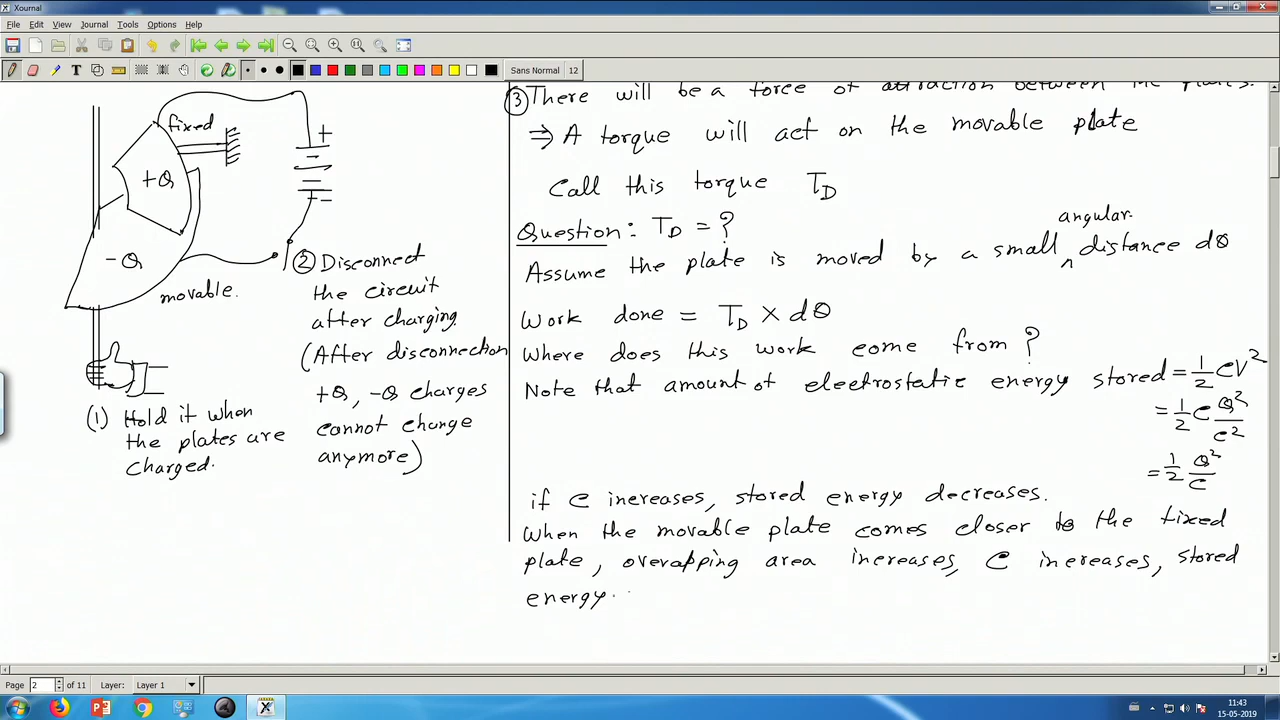 Xournal
File Edit View Journal Tools Options Help
Sans Normal 12
fixed
+
+Q
-Q
-
movable.
(1) Hold it when
the plates are
charged.
② Disconnect
the circuit
after charging.
(After disconnection
+Q, -Q charges
cannot change
anymore)
③ There will be a force of attraction between the plates.
⇒ A torque will act on the movable plate
Call this torque T_D
Question: T_D = ?
angular.
Assume the plate is moved by a small ^ distance dθ
Work done = T_D × dθ
Where does this work come from?
Note that amount of electrostatic energy stored = 1/2 CV²
= 1/2 C Q²/C²
= 1/2 Q²/C
if C increases, stored energy decreases.
When the movable plate comes closer to the fixed
plate, overapping area increases, C increases, stored
energy.
Page 2 of 11 Layer: Layer 1
11:43
15-05-2019